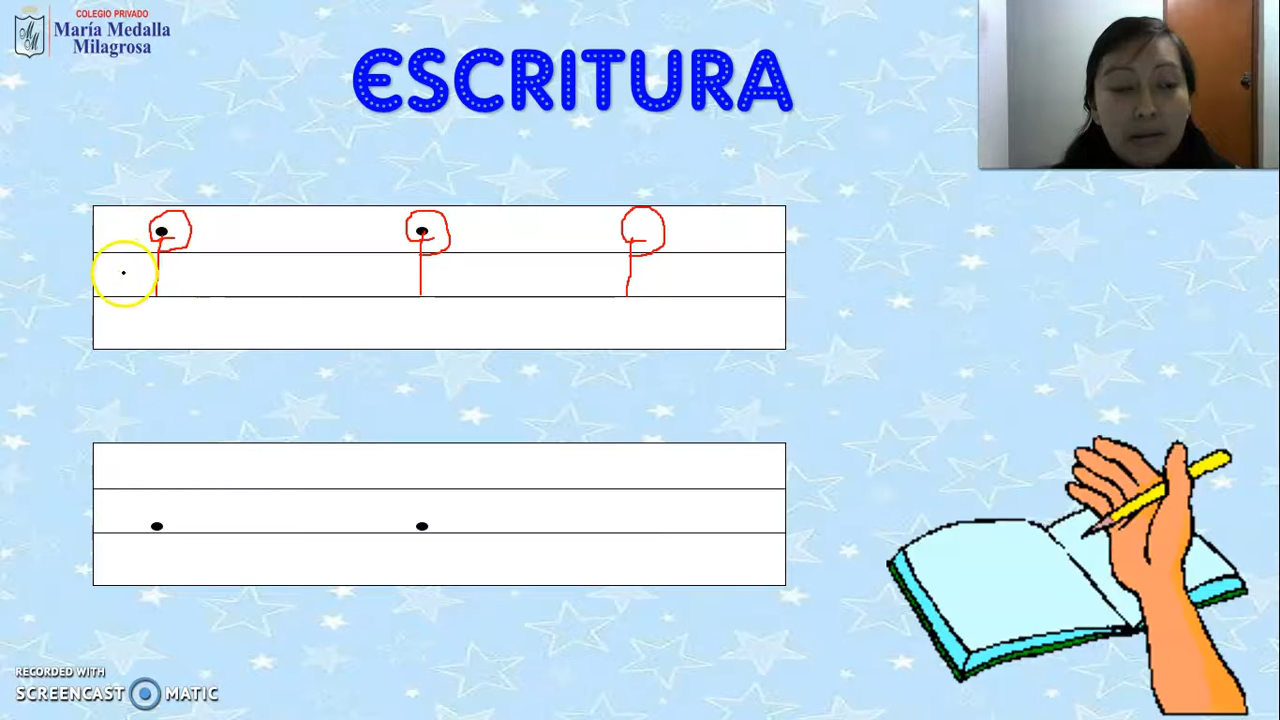 COLEGIO PRIVADO
María Medalla
Milagrosa
ESCRITURA
RECORDED WITH
SCREENCAST MATIC